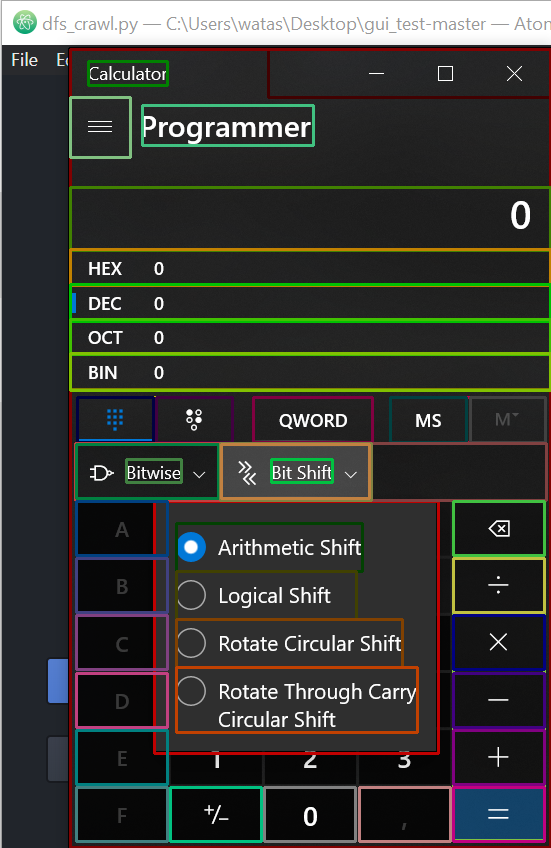 dfs_crawl.py — C:\Users\watas\Desktop\gui_test-master — Atom
File
Calculator
Programmer
0
HEX 0
DEC 0
OCT 0
BIN 0
QWORD MS M
Bitwise Bit Shift
A
Arithmetic Shift
B
Logical Shift
÷
C
Rotate Circular Shift
×
D
Rotate Through Carry
Circular Shift
−
E 1 2 3 +
F +/− 0 , =